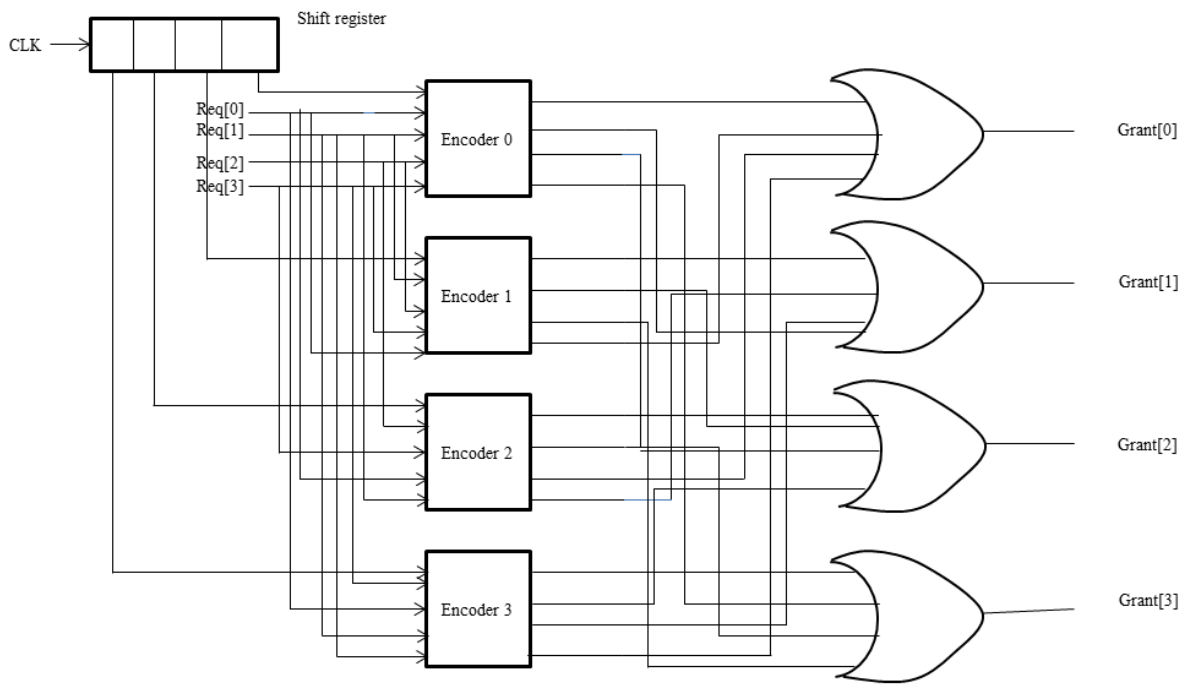 Shift register
CLK
Req[0]
Req[1]
Req[2]
Req[3]
Encoder 0
Encoder 1
Encoder 2
Encoder 3
Grant[0]
Grant[1]
Grant[2]
Grant[3]